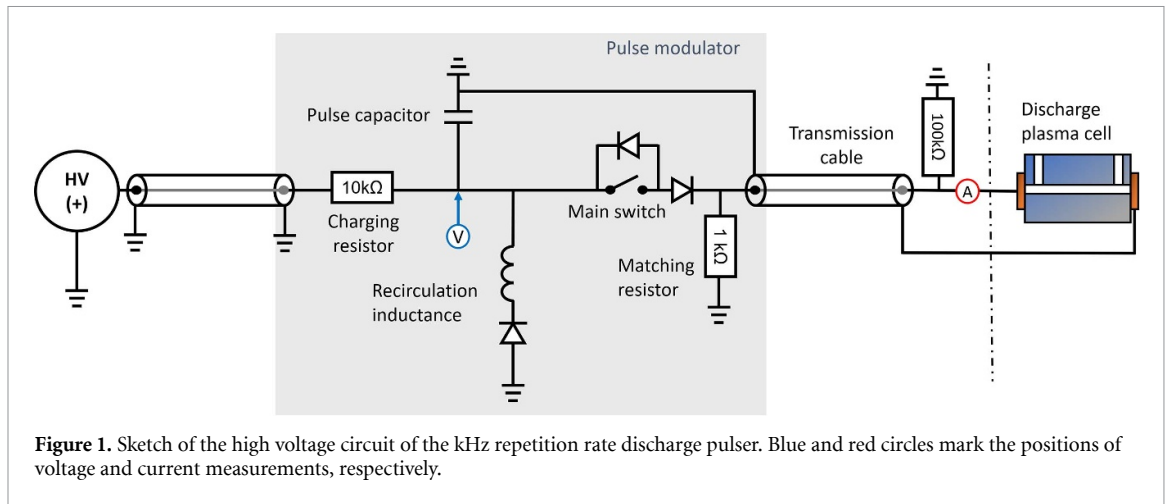 Pulse modulator
HV
(+)
Pulse capacitor
10kΩ
Charging
resistor
V
Recirculation
inductance
Main switch
1 kΩ
Matching
resistor
Transmission
cable
100kΩ
A
Discharge
plasma cell
Figure 1. Sketch of the high voltage circuit of the kHz repetition rate discharge pulser. Blue and red circles mark the positions of
voltage and current measurements, respectively.